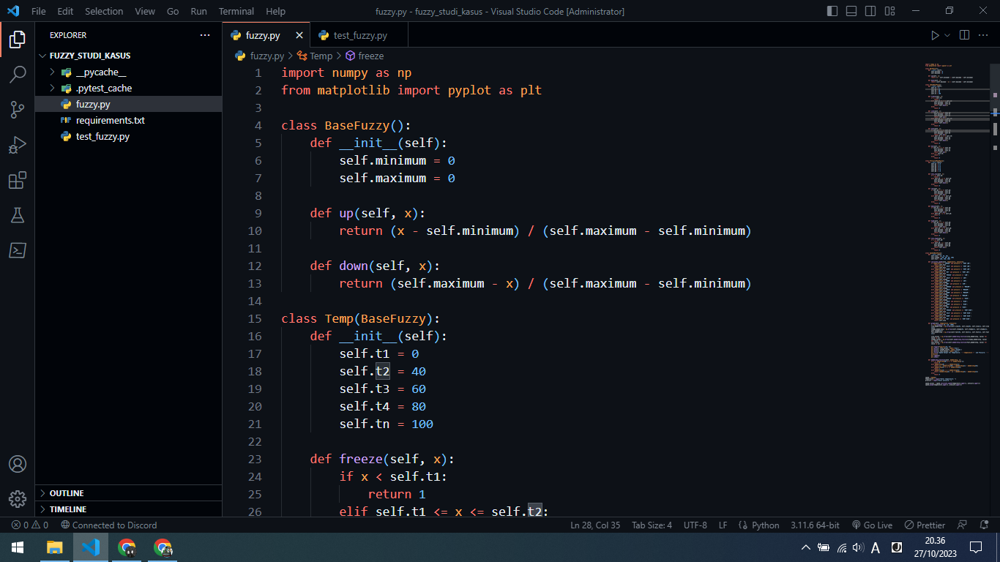 File Edit Selection View Go Run Terminal Help
fuzzy.py - fuzzy_studi_kasus - Visual Studio Code [Administrator]
EXPLORER
FUZZY_STUDI_KASUS
__pycache__
.pytest_cache
fuzzy.py
requirements.txt
test_fuzzy.py
OUTLINE
TIMELINE
fuzzy.py
test_fuzzy.py
fuzzy.py > Temp > freeze
1 import numpy as np
2 from matplotlib import pyplot as plt
3
4 class BaseFuzzy():
5     def __init__(self):
6         self.minimum = 0
7         self.maximum = 0
8
9     def up(self, x):
10         return (x - self.minimum) / (self.maximum - self.minimum)
11
12     def down(self, x):
13         return (self.maximum - x) / (self.maximum - self.minimum)
14
15 class Temp(BaseFuzzy):
16     def __init__(self):
17         self.t1 = 0
18         self.t2 = 40
19         self.t3 = 60
20         self.t4 = 80
21         self.tn = 100
22
23     def freeze(self, x):
24         if x < self.t1:
25             return 1
26         elif self.t1 <= x <= self.t2:
0 0 Connected to Discord
Ln 28, Col 35 Tab Size: 4 UTF-8 LF Python 3.11.6 64-bit Go Live Prettier
A
J
20.36
27/10/2023